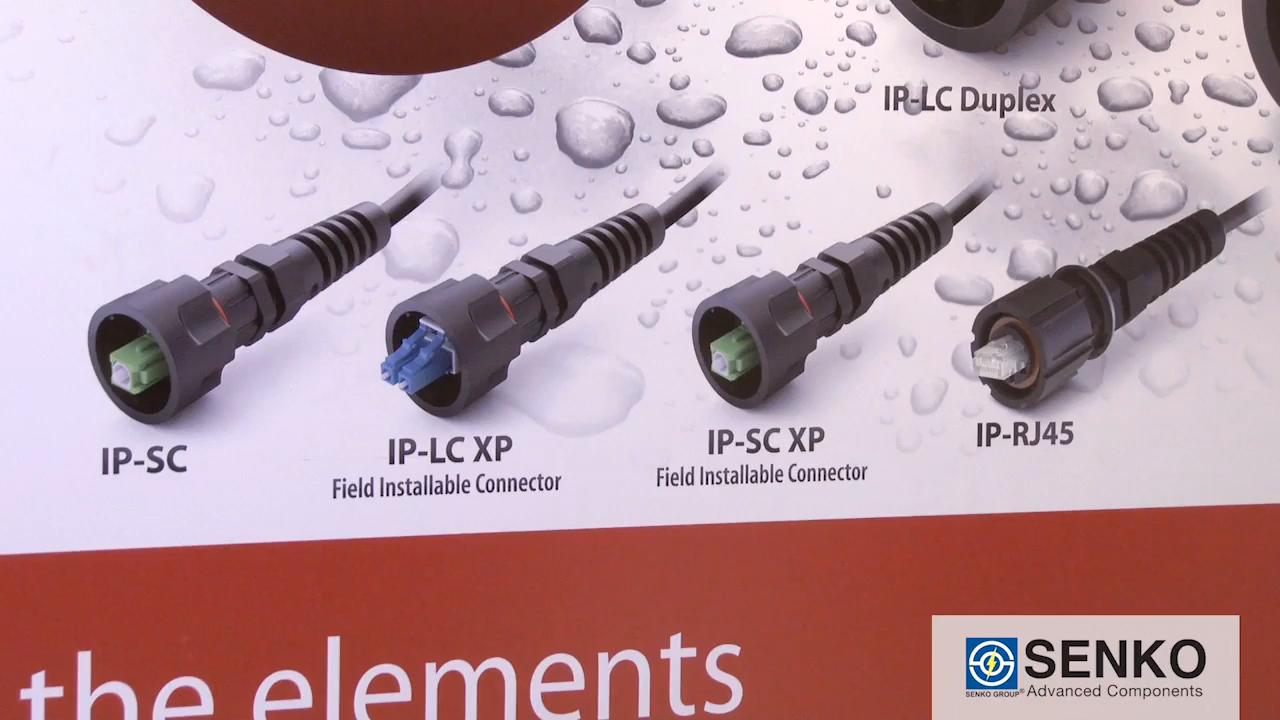 IP-LC Duplex
IP-SC
IP-LC XP
Field Installable Connector
IP-SC XP
Field Installable Connector
IP-RJ45
the elements
SENKO
SENKO GROUP®
Advanced Components